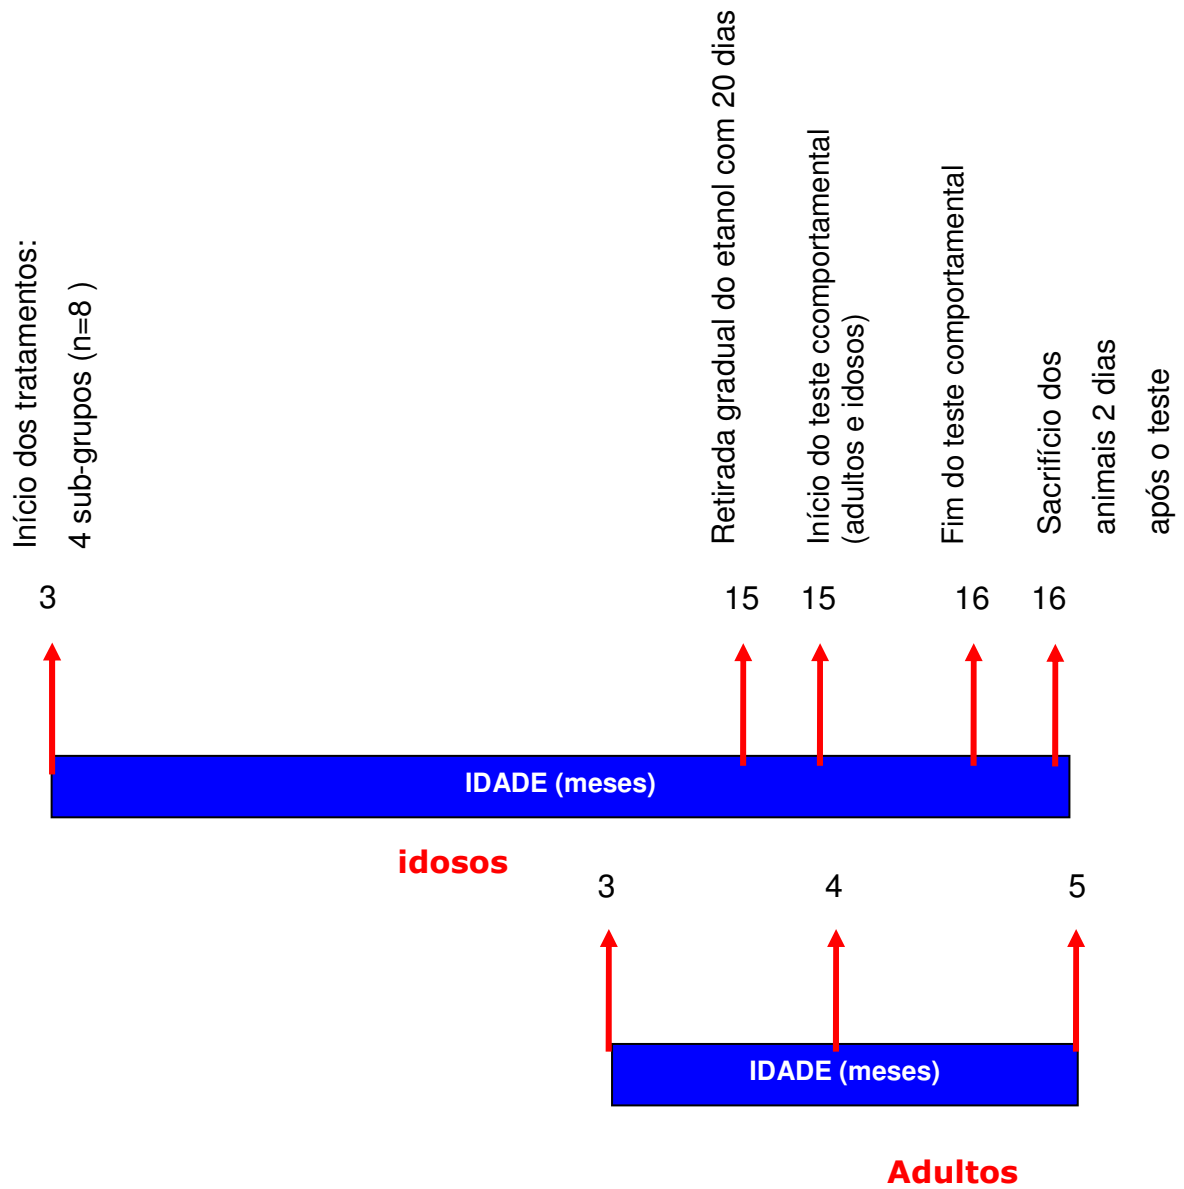 Início dos tratamentos:
4 sub-grupos (n=8 )
Retirada gradual do etanol com 20 dias
Início do teste ccomportamental
(adultos e idosos)
Fim do teste comportamental
Sacrifício dos
animais 2 dias
após o teste
3
15
15
16
16
IDADE (meses)
idosos
3
4
5
IDADE (meses)
Adultos